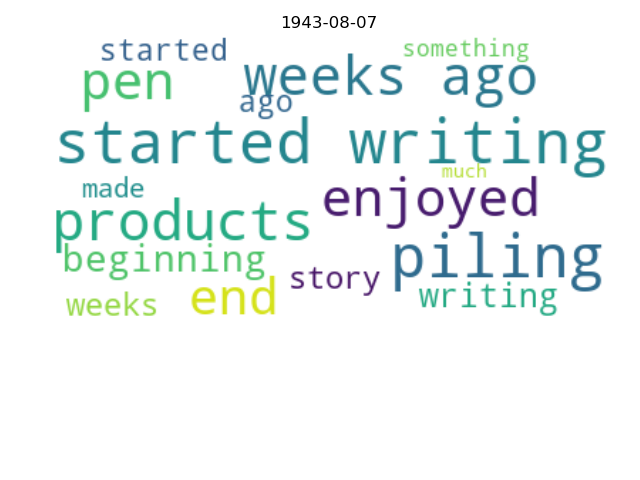 1943-08-07
started something
pen weeks ago
ago
started writing
much
made enjoyed
products
beginning piling
story
weeks end writing